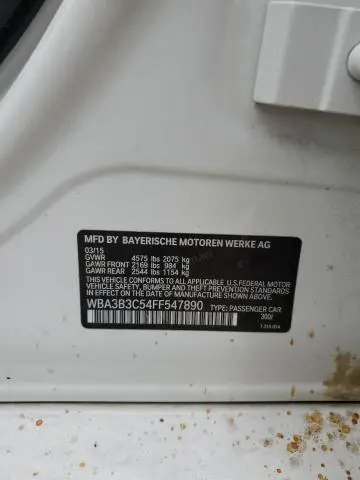 MFD BY BAYERISCHE MOTOREN WERKE AG
03/15
GVWR 4575 lbs 2075 kg
GAWR FRONT 2169 lbs 984 kg
GAWR REAR 2544 lbs 1154 kg
THIS VEHICLE CONFORMS TO ALL APPLICABLE U.S.FEDERAL MOTOR
VEHICLE SAFETY, BUMPER AND THEFT PREVENTION STANDARDS
IN EFFECT ON THE DATE OF MANUFACTURE SHOWN ABOVE.
WBA3B3C54FF547890 TYPE: PASSENGER CAR
300/